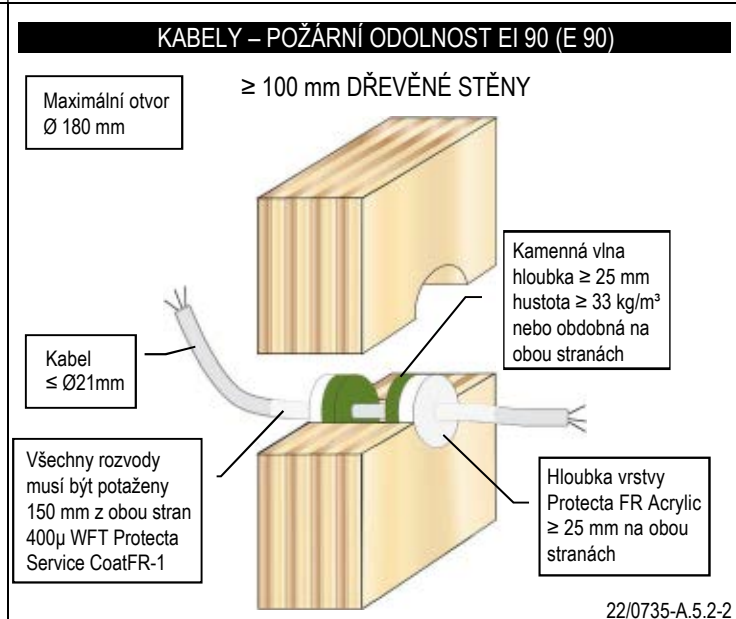 KABELY – POŽÁRNÍ ODOLNOST EI 90 (E 90)
Maximální otvor
Ø 180 mm
≥ 100 mm DŘEVĚNÉ STĚNY
Kamenná vlna
hloubka ≥ 25 mm
hustota ≥ 33 kg/m³
nebo obdobná na
obou stranách
Kabel
≤ Ø21mm
Všechny rozvody
musí být potaženy
150 mm z obou stran
400µ WFT Protecta
Service CoatFR-1
Hloubka vrstvy
Protecta FR Acrylic
≥ 25 mm na obou
stranách
22/0735-A.5.2-2